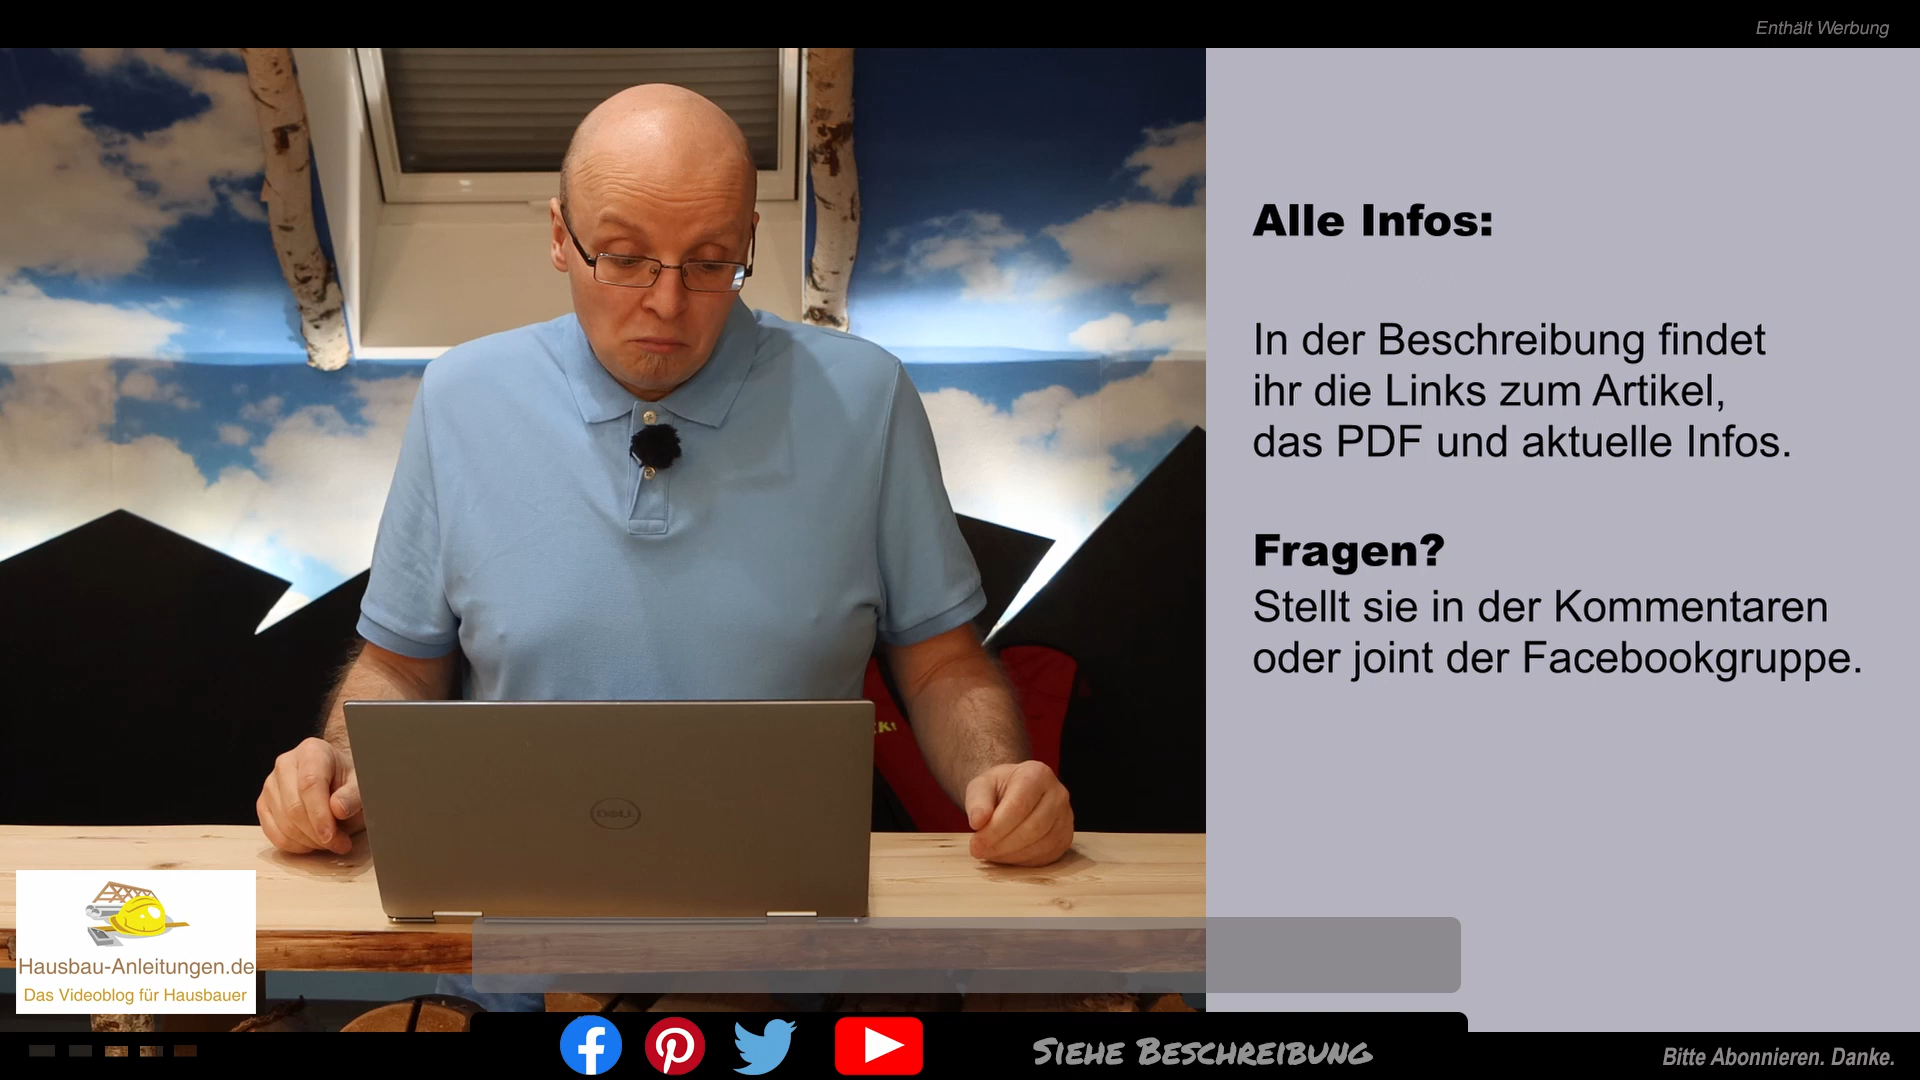 Enthält Werbung
Alle Infos:
In der Beschreibung findet
ihr die Links zum Artikel,
das PDF und aktuelle Infos.
Fragen?
Stellt sie in der Kommentaren
oder joint der Facebookgruppe.
DELL
K!
Hausbau-Anleitungen.de
Das Videoblog für Hausbauer
Siehe Beschreibung
Bitte Abonnieren. Danke.